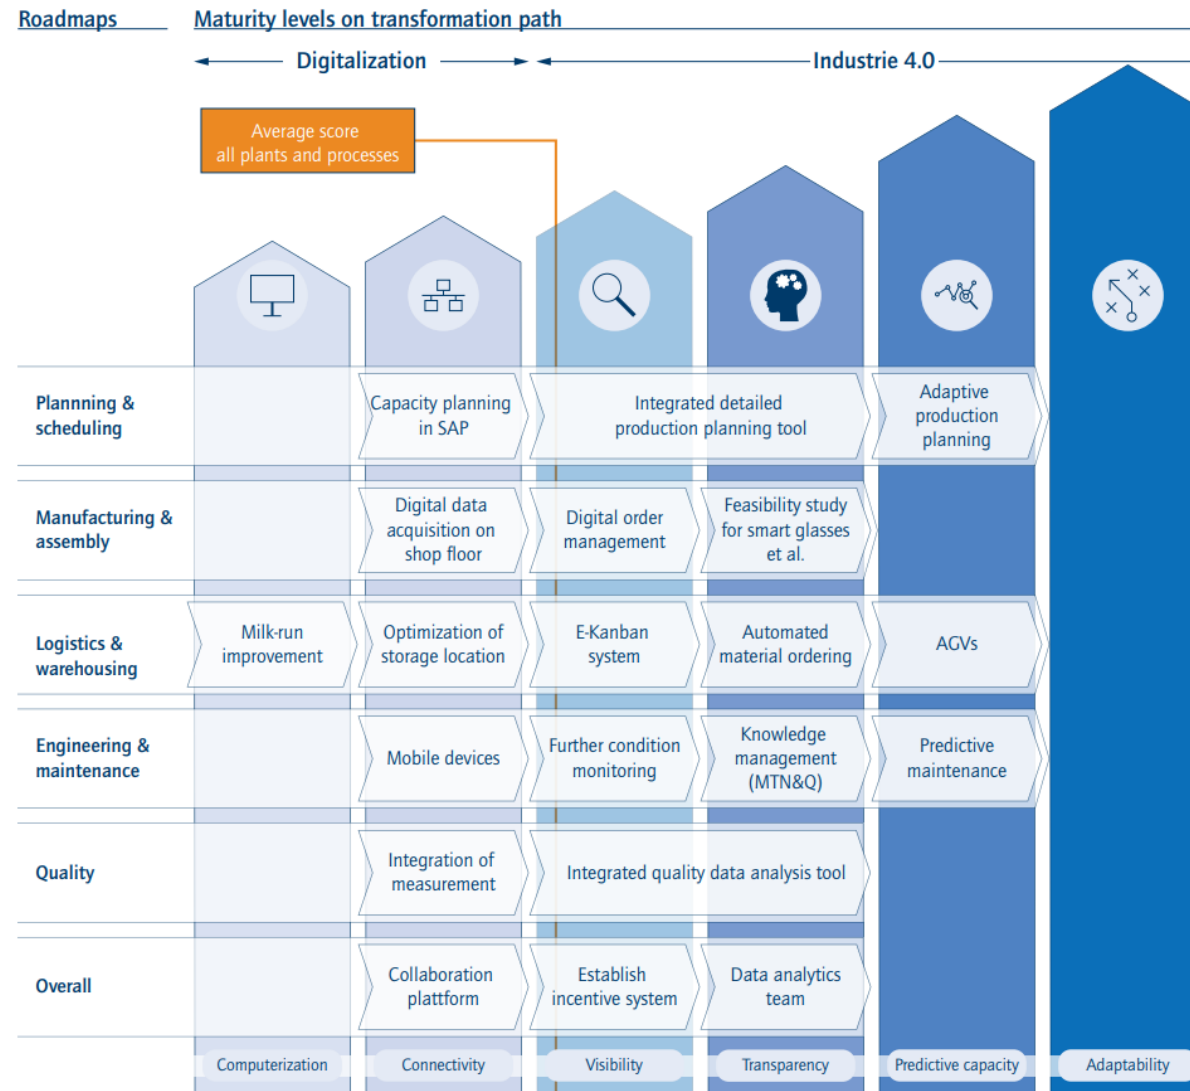 Roadmaps
Maturity levels on transformation path
Digitalization
Industrie 4.0
Average score
all plants and processes
Plannning &
scheduling
Capacity planning
in SAP
Integrated detailed
production planning tool
Adaptive
production
planning
Manufacturing &
assembly
Digital data
acquisition on
shop floor
Digital order
management
Feasibility study
for smart glasses
et al.
Logistics &
warehousing
Milk-run
improvement
Optimization of
storage location
E-Kanban
system
Automated
material ordering
AGVs
Engineering &
maintenance
Mobile devices
Further condition
monitoring
Knowledge
management
(MTN&Q)
Predictive
maintenance
Quality
Integration of
measurement
Integrated quality data analysis tool
Overall
Collaboration
plattform
Establish
incentive system
Data analytics
team
Computerization
Connectivity
Visibility
Transparency
Predictive capacity
Adaptability